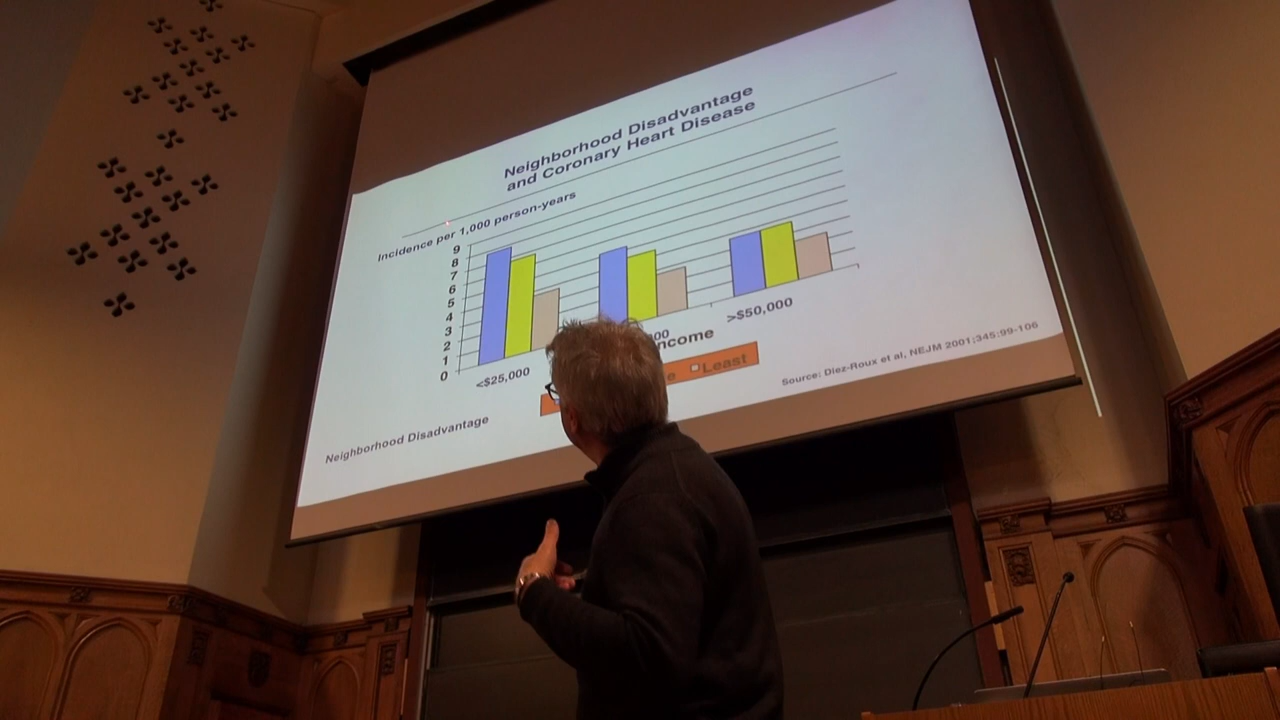 Neighborhood Disadvantage
and Coronary Heart Disease
Incidence per 1,000 person-years
9
8
7
6
5
4
3
2
1
0
<$25,000
000
>$50,000
ncome
Neighborhood Disadvantage
e Least
Source: Diez-Roux et al, NEJM 2001;345:99-106